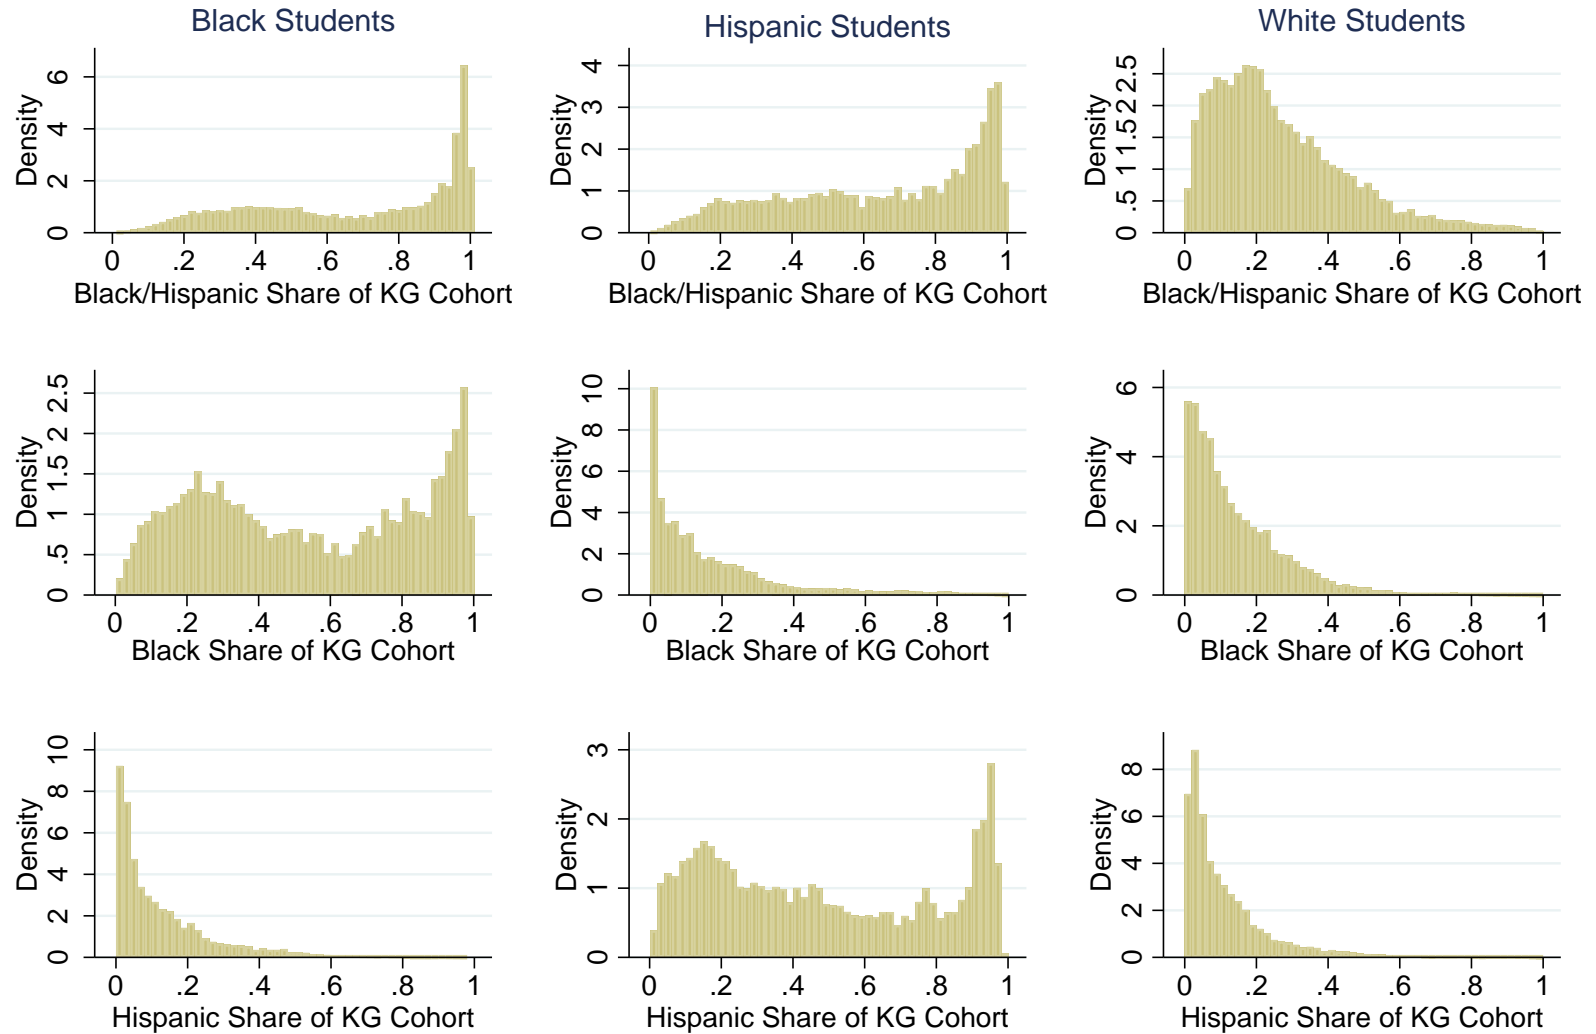 Black Students
Hispanic Students
White Students
Density
0 2 4 6
0 .2 .4 .6 .8 1
Black/Hispanic Share of KG Cohort
Density
0 1 2 3 4
0 .2 .4 .6 .8 1
Black/Hispanic Share of KG Cohort
Density
0 .5 1 1.5 2 2.5
0 .2 .4 .6 .8 1
Black/Hispanic Share of KG Cohort
Density
0 .5 1 1.5 2 2.5
0 .2 .4 .6 .8 1
Black Share of KG Cohort
Density
0 2 4 6 8 10
0 .2 .4 .6 .8 1
Black Share of KG Cohort
Density
0 2 4 6
0 .2 .4 .6 .8 1
Black Share of KG Cohort
Density
0 2 4 6 8 10
0 .2 .4 .6 .8 1
Hispanic Share of KG Cohort
Density
0 1 2 3
0 .2 .4 .6 .8 1
Hispanic Share of KG Cohort
Density
0 2 4 6 8
0 .2 .4 .6 .8 1
Hispanic Share of KG Cohort